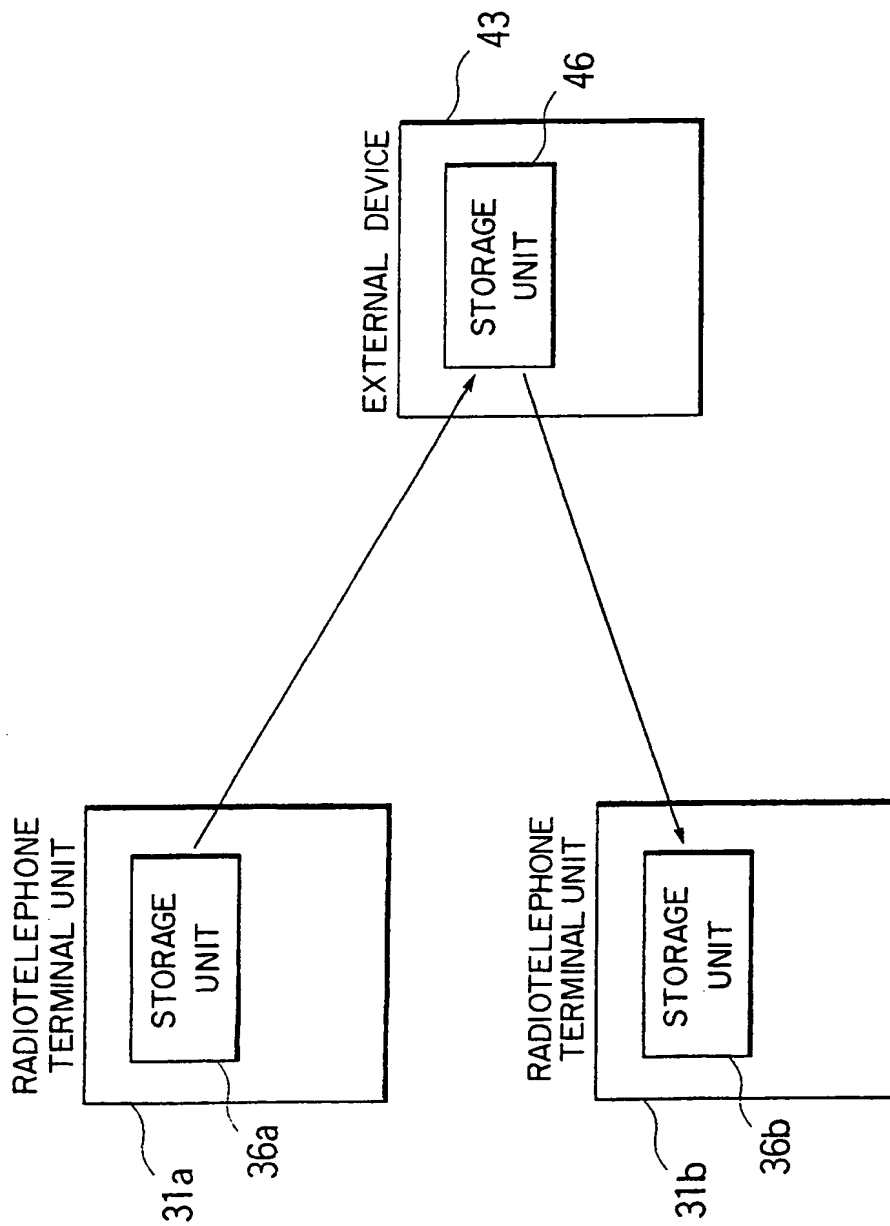 RADIOTELEPHONE
TERMINAL UNIT
STORAGE
UNIT
31a
36a
EXTERNAL DEVICE
STORAGE
UNIT
43
46
RADIOTELEPHONE
TERMINAL UNIT
STORAGE
UNIT
31b
36b